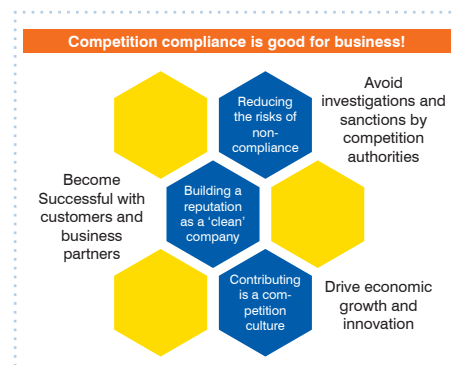 Competition compliance is good for business!
Reducing
the risks of
non-
compliance
Avoid
investigations and
sanctions by
competition
authorities
Become
Successful with
customers and
business
partners
Building a
reputation
as a ‘clean’
company
Contributing
is a com-
petition
culture
Drive economic
growth and
innovation